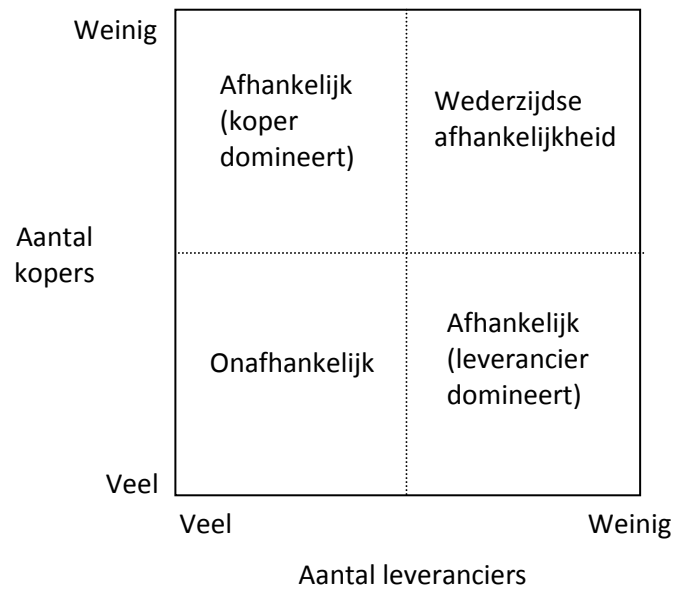 Weinig
Afhankelijk
(koper
domineert)
Wederzijdse
afhankelijkheid
Aantal
kopers
Onafhankelijk
Afhankelijk
(leverancier
domineert)
Veel
Veel
Weinig
Aantal leveranciers